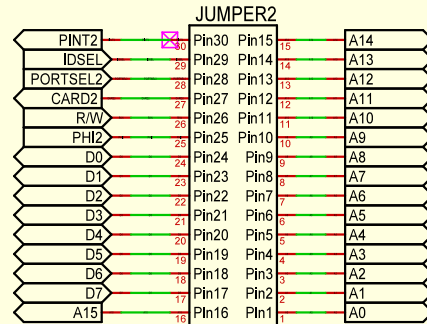 JUMPER2
PINT2 30 Pin30 Pin15 15 A14
IDSEL 29 Pin29 Pin14 14 A13
PORTSEL2 28 Pin28 Pin13 13 A12
CARD2 27 Pin27 Pin12 12 A11
R/W 26 Pin26 Pin11 11 A10
PHI2 25 Pin25 Pin10 10 A9
D0 24 Pin24 Pin9 9 A8
D1 23 Pin23 Pin8 8 A7
D2 22 Pin22 Pin7 7 A6
D3 21 Pin21 Pin6 6 A5
D4 20 Pin20 Pin5 5 A4
D5 19 Pin19 Pin4 4 A3
D6 18 Pin18 Pin3 3 A2
D7 17 Pin17 Pin2 2 A1
A15 16 Pin16 Pin1 1 A0